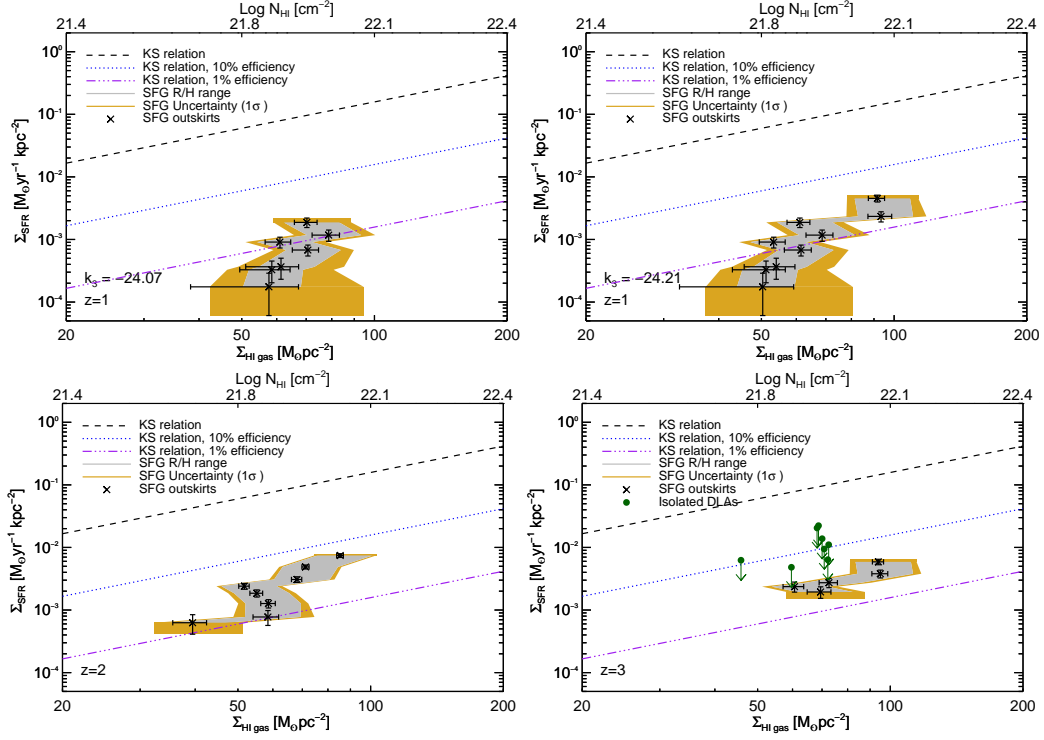 Log N_HI [cm⁻²]
21.4 21.8 22.1 22.4
10⁰
10⁻¹
10⁻²
10⁻³
10⁻⁴
Σ_SFR [M_⊙yr⁻¹ kpc⁻²]
KS relation
KS relation, 10% efficiency
KS relation, 1% efficiency
SFG R/H range
SFG Uncertainty (1σ )
SFG outskirts
k_3 = −24.07
z=1
20 50 100 200
Σ_HI gas [M_⊙pc⁻²]
Log N_HI [cm⁻²]
21.4 21.8 22.1 22.4
10⁰
10⁻¹
10⁻²
10⁻³
10⁻⁴
Σ_SFR [M_⊙yr⁻¹ kpc⁻²]
KS relation
KS relation, 10% efficiency
KS relation, 1% efficiency
SFG R/H range
SFG Uncertainty (1σ )
SFG outskirts
k_3 = −24.21
z=1
20 50 100 200
Σ_HI gas [M_⊙pc⁻²]
Log N_HI [cm⁻²]
21.4 21.8 22.1 22.4
10⁰
10⁻¹
10⁻²
10⁻³
10⁻⁴
Σ_SFR [M_⊙yr⁻¹ kpc⁻²]
KS relation
KS relation, 10% efficiency
KS relation, 1% efficiency
SFG R/H range
SFG Uncertainty (1σ )
SFG outskirts
z=2
20 50 100 200
Σ_HI gas [M_⊙pc⁻²]
Log N_HI [cm⁻²]
21.4 21.8 22.1 22.4
10⁰
10⁻¹
10⁻²
10⁻³
10⁻⁴
Σ_SFR [M_⊙yr⁻¹ kpc⁻²]
KS relation
KS relation, 10% efficiency
KS relation, 1% efficiency
SFG R/H range
SFG Uncertainty (1σ )
SFG outskirts
Isolated DLAs
z=3
20 50 100 200
Σ_HI gas [M_⊙pc⁻²]